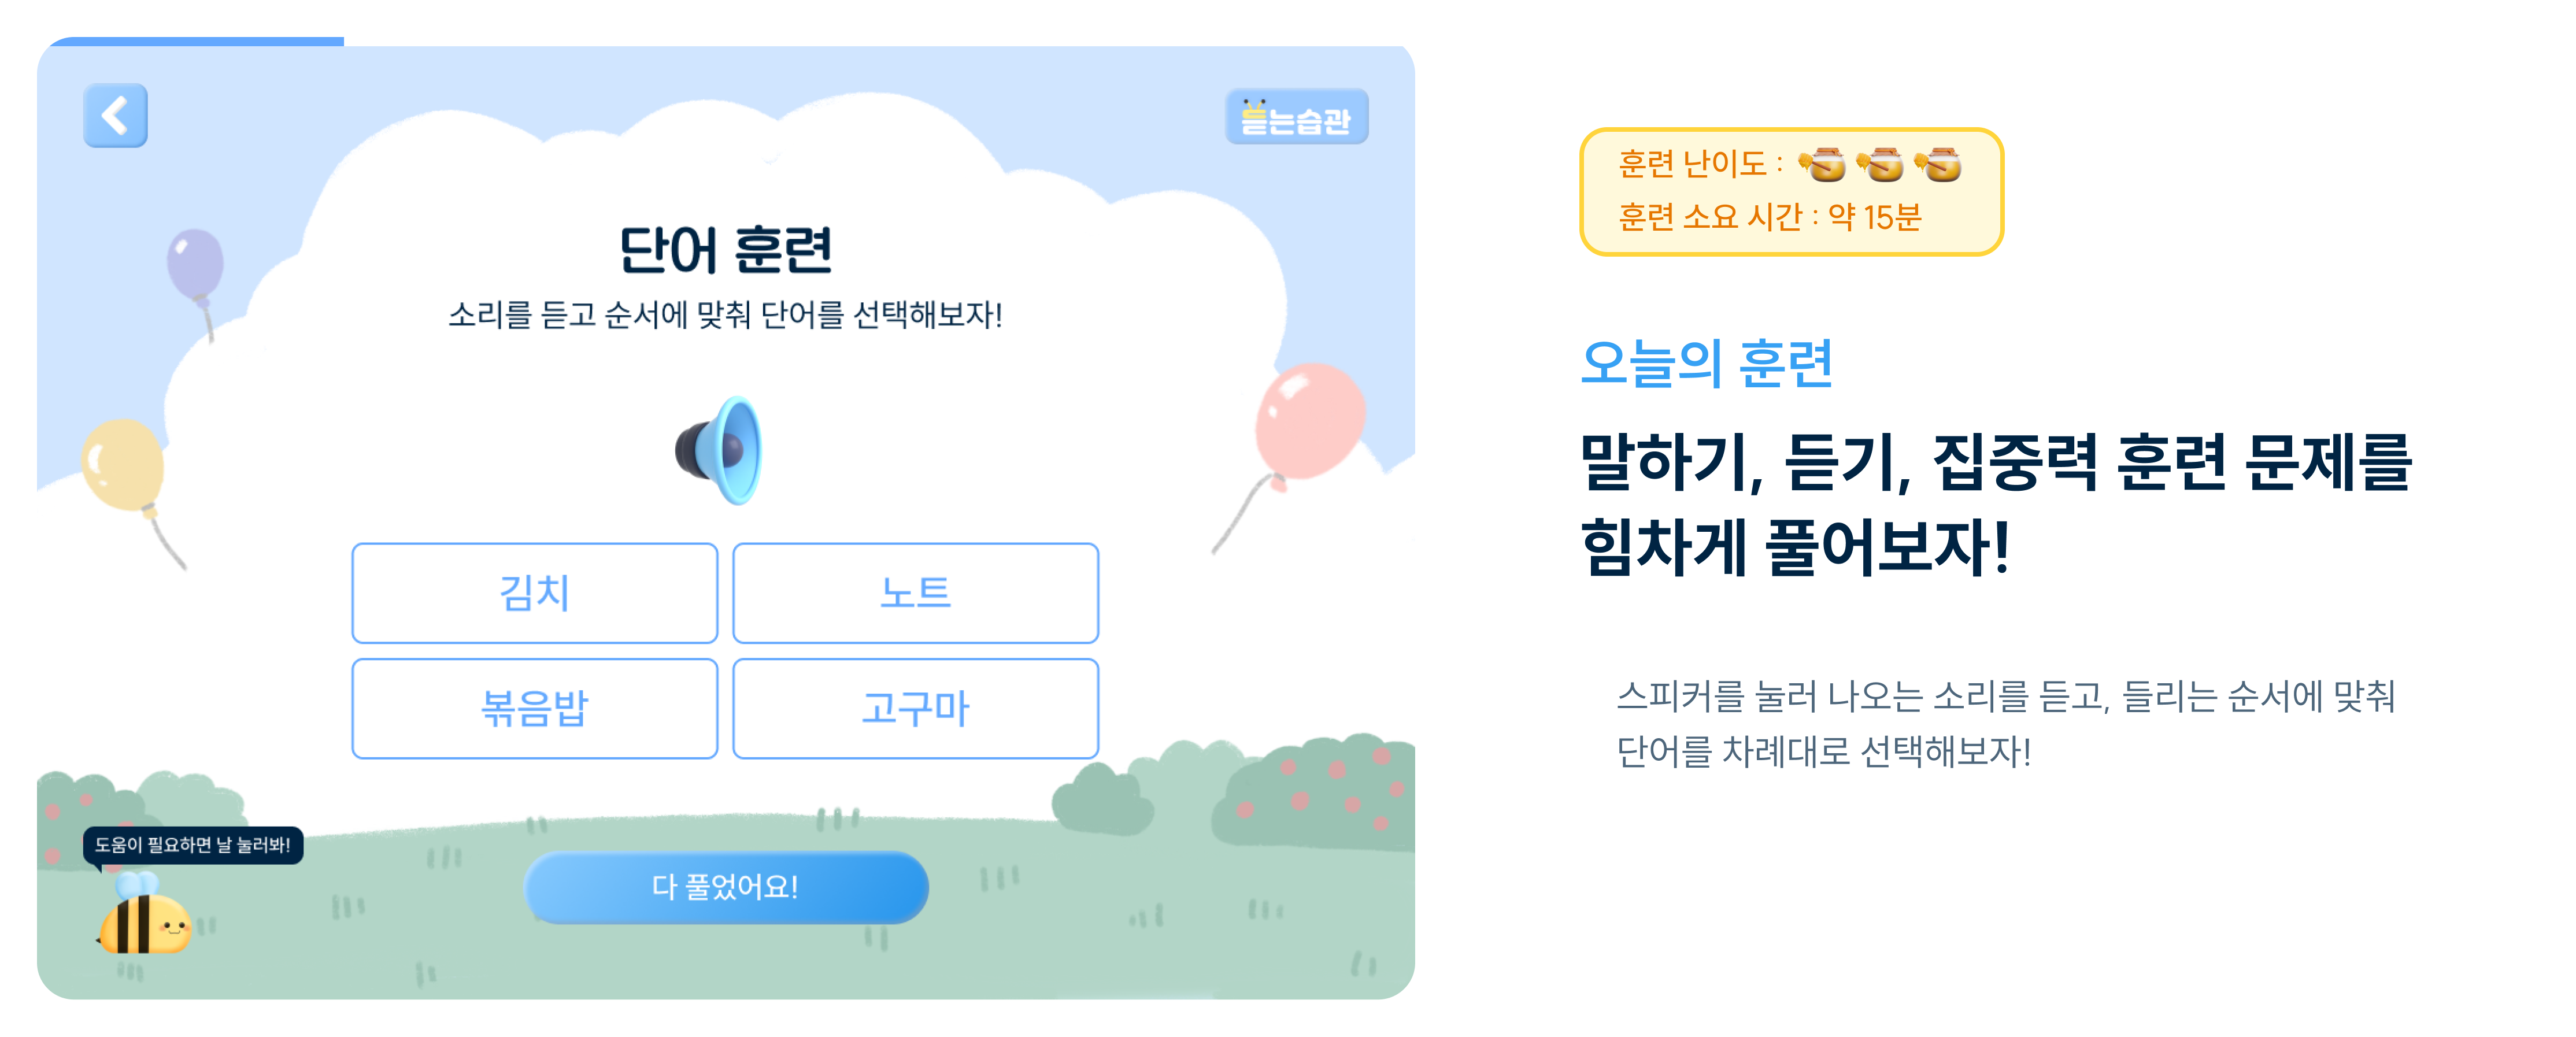 듣는습관
단어 훈련
소리를 듣고 순서에 맞춰 단어를 선택해보자!
김치
노트
볶음밥
고구마
도움이 필요하면 날 눌러봐!
다 풀었어요!
훈련 난이도 :
훈련 소요 시간 : 약 15분
오늘의 훈련
말하기, 듣기, 집중력 훈련 문제를
힘차게 풀어보자!
스피커를 눌러 나오는 소리를 듣고, 들리는 순서에 맞춰
단어를 차례대로 선택해보자!